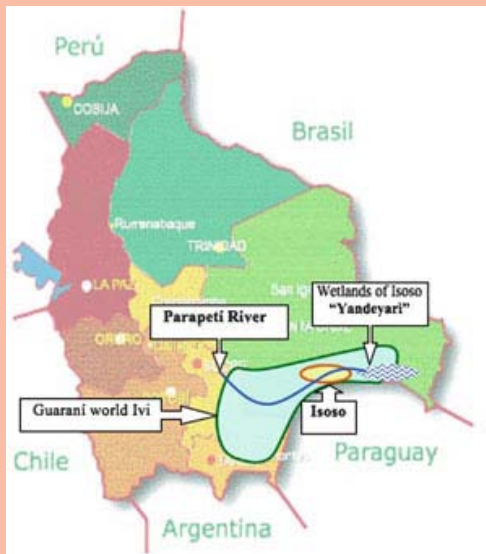 Perú
COBIJA
Brasil
Rurrenabaque
TRINIDAD
LA PAZ
San Ig
Wetlands of Isoso
"Yandeyari"
Parapeti River
ORURO
Guaraní world Ivi
Isoso
Chile
Paraguay
Argentina